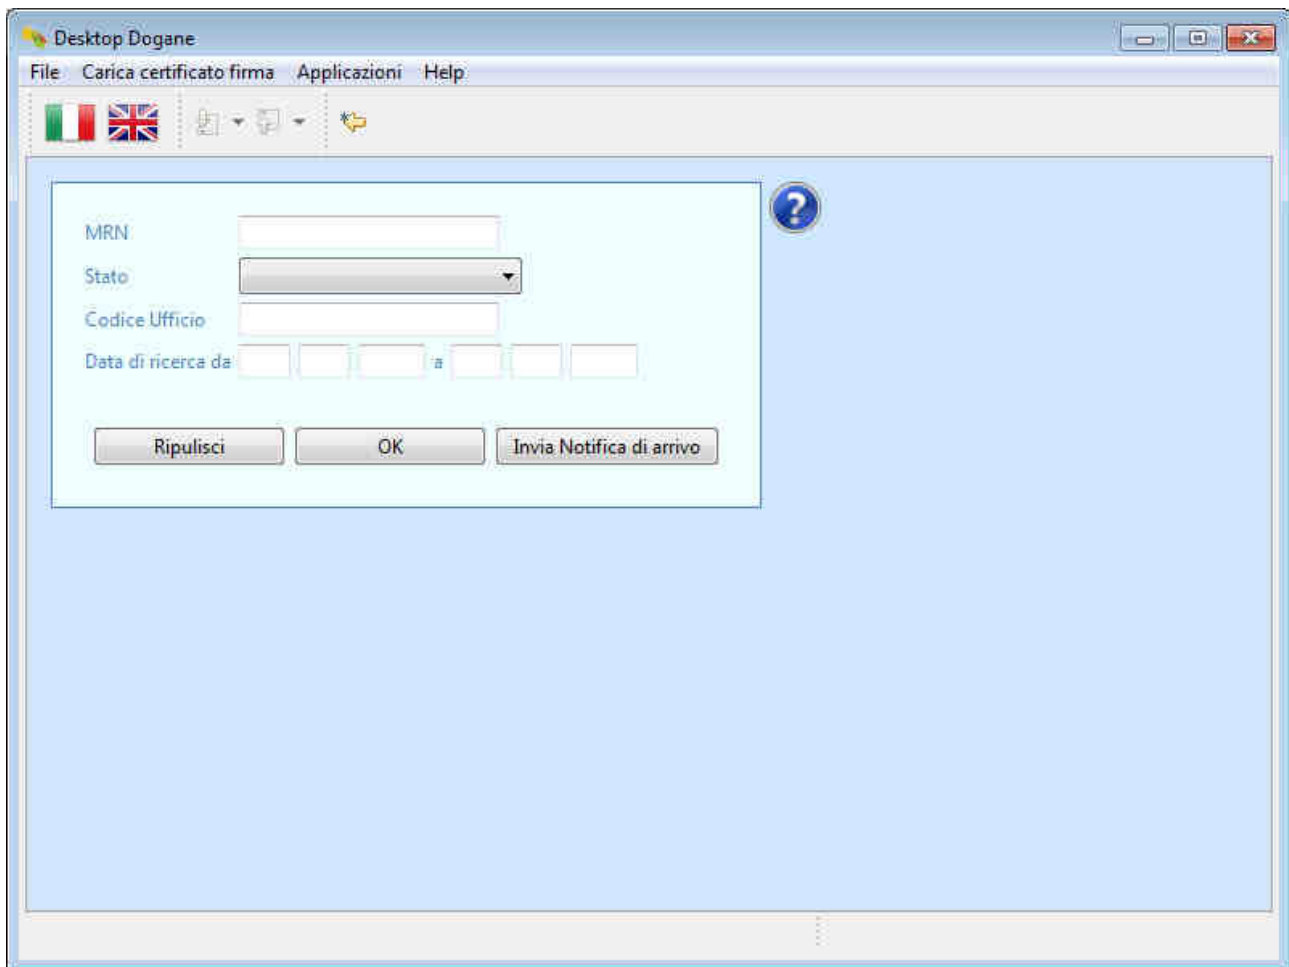 Desktop Dogane
File Carica certificato firma Applicazioni Help
?
MRN
Stato
Codice Ufficio
Data di ricerca da a
Ripulisci OK Invia Notifica di arrivo